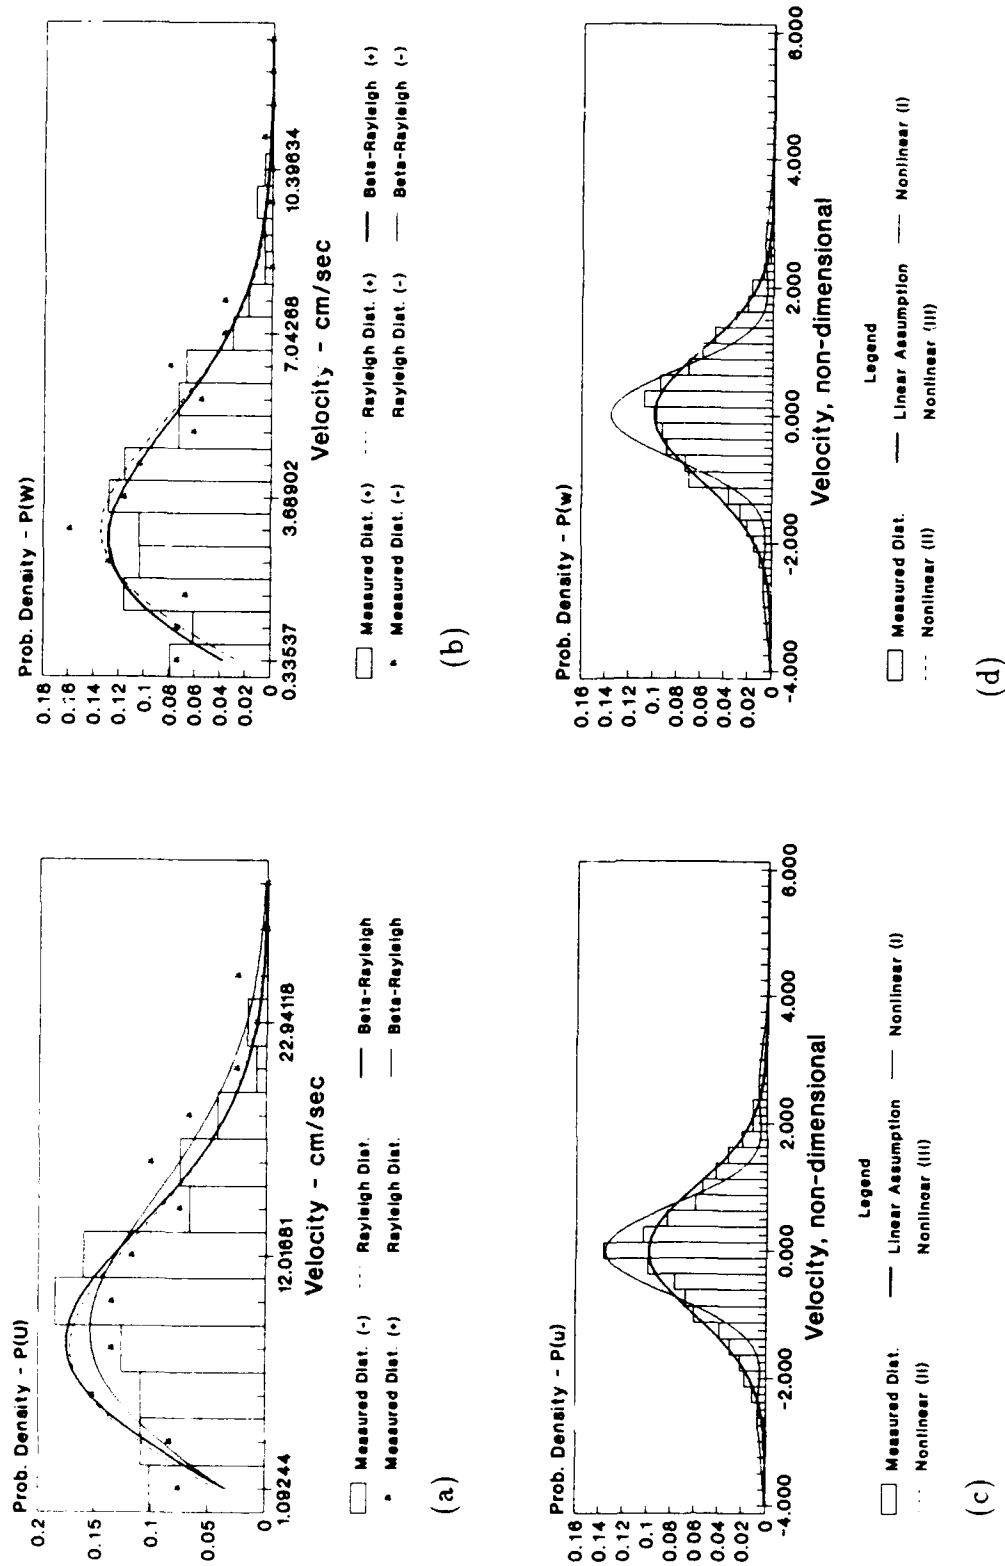 Prob. Density - P(U)
0.2
0.15
0.1
0.05
0
1.09244
12.01681
22.94118
Velocity - cm/sec
Measured Dist. (-)
Rayleigh Dist.
Beta-Rayleigh
Measured Dist. (+)
Rayleigh Dist.
Beta-Rayleigh
(a)
Prob. Density - P(W)
0.18
0.16
0.14
0.12
0.1
0.08
0.06
0.04
0.02
0
0.33537
3.68902
7.04268
10.39634
Velocity - cm/sec
Measured Dist. (+)
Rayleigh Dist. (+)
Beta-Rayleigh (+)
Measured Dist. (-)
Rayleigh Dist. (-)
Beta-Rayleigh (-)
(b)
Prob. Density - P(u)
0.16
0.14
0.12
0.1
0.08
0.06
0.04
0.02
0
-4.000
-2.000
0.000
2.000
4.000
6.000
Velocity, non-dimensional
Legend
Measured Dist.
Linear Assumption
Nonlinear (I)
Nonlinear (II)
Nonlinear (III)
(c)
Prob. Density - P(w)
0.16
0.14
0.12
0.1
0.08
0.06
0.04
0.02
0
-4.000
-2.000
0.000
2.000
4.000
6.000
Velocity, non-dimensional
Legend
Measured Dist.
Linear Assumption
Nonlinear (I)
Nonlinear (II)
Nonlinear (III)
(d)